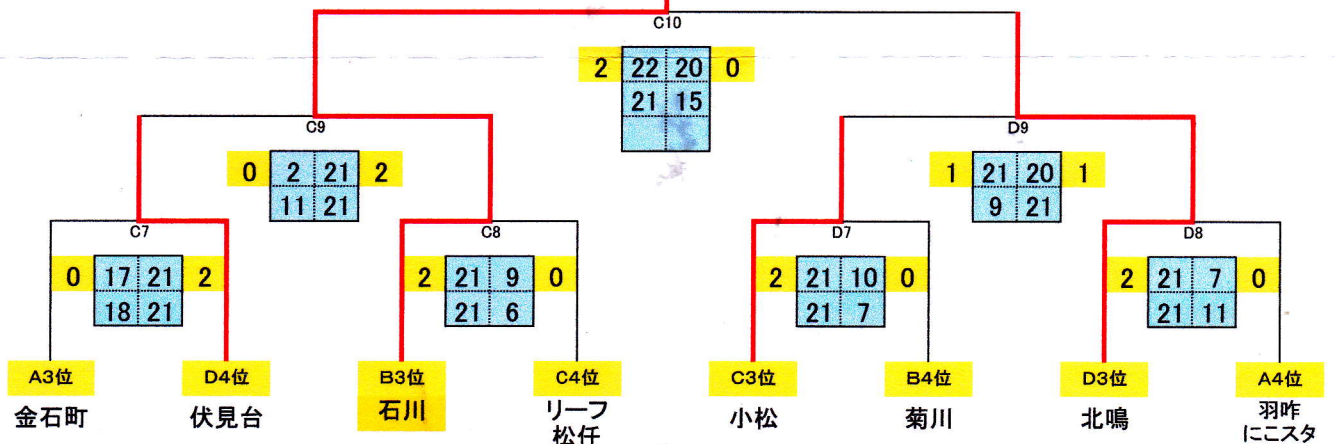 C10
2 22 20 0
21 15
C9
0 2 21 2
11 21
D9
1 21 20 1
9 21
C7
0 17 21 2
18 21
C8
2 21 9 0
21 6
D7
2 21 10 0
21 7
D8
2 21 7 0
21 11
A3位
金石町
D4位
伏見台
B3位
石川
C4位
リーフ
松任
C3位
小松
B4位
菊川
D3位
北鳴
A4位
羽咋
にこスタ